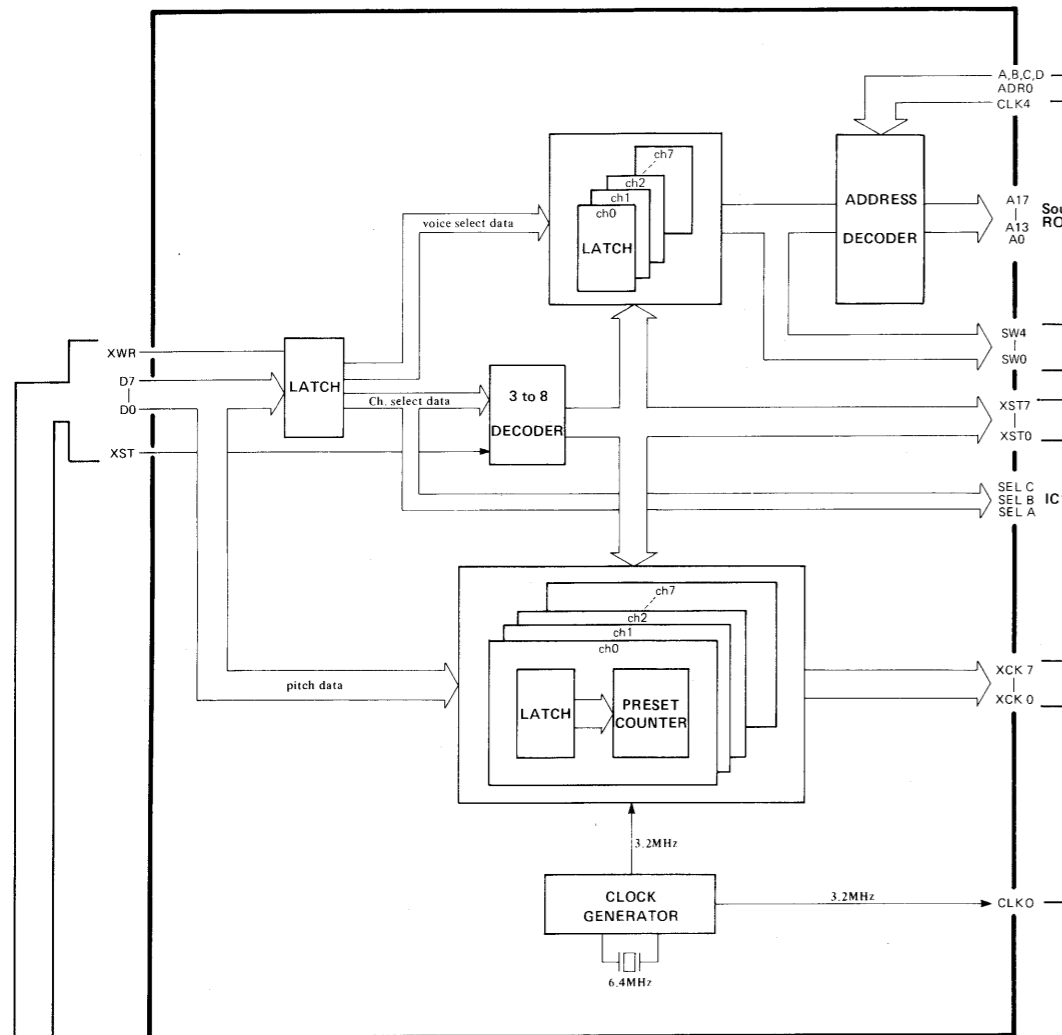 A,B,C,D
ADR0
CLK4
ch7
ch2
ch1
ch0
LATCH
ADDRESS
DECODER
A17
A13
A0
voice select data
SW4
SW0
XWR
D7
D0
XST
LATCH
Ch. select data
3 to 8
DECODER
XST7
XST0
SEL C
SEL B
SEL A
IC
ch7
ch2
ch1
ch0
LATCH
PRESET
COUNTER
pitch data
XCK 7
XCK 0
3.2MHz
CLOCK
GENERATOR
3.2MHz
CLK0
6.4MHz